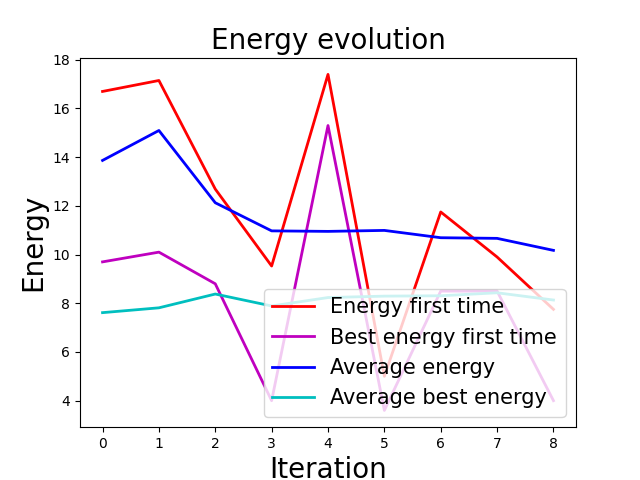 Energy evolution
18
16
14
12
10
8
6
4
Energy
Energy first time
Best energy first time
Average energy
Average best energy
0 1 2 3 4 5 6 7 8
Iteration